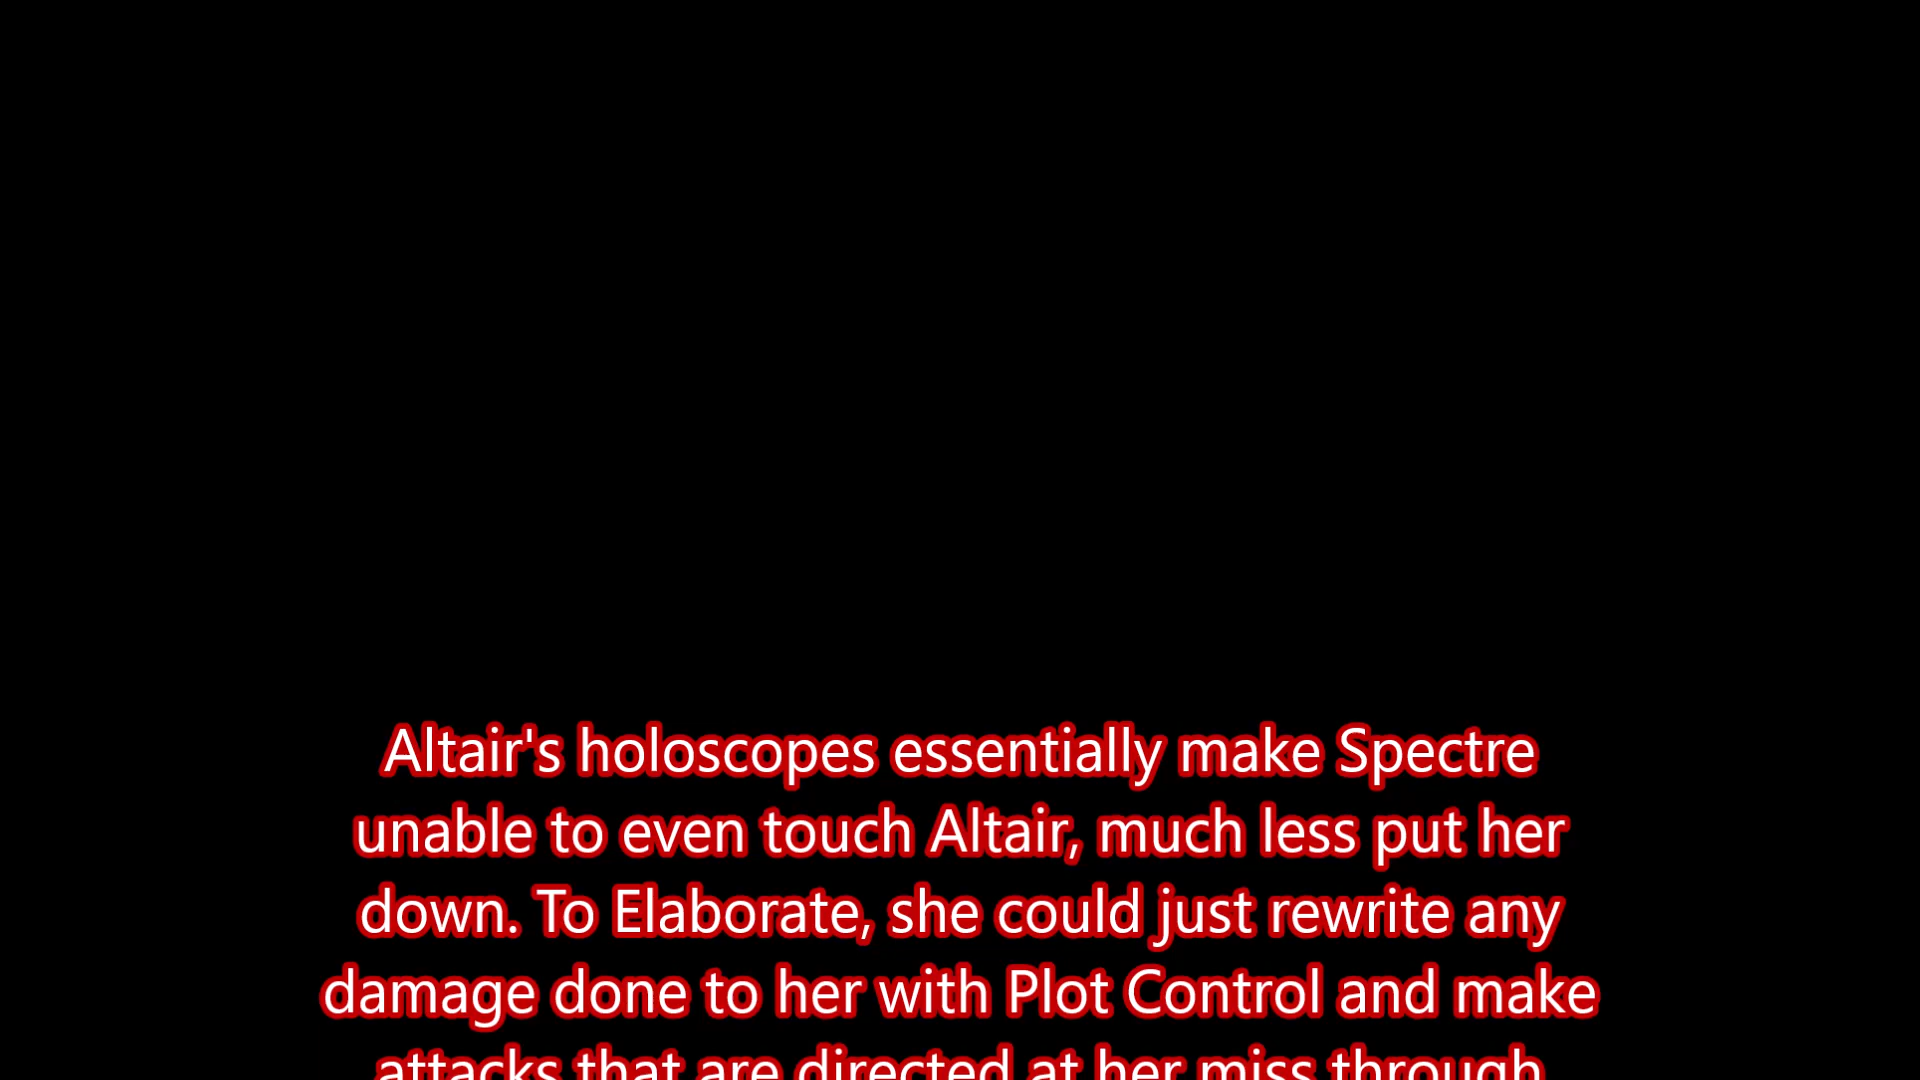 Altair's holoscopes essentially make Spectre
unable to even touch Altair, much less put her
down. To Elaborate, she could just rewrite any
damage done to her with Plot Control and make
attacks that are directed at her miss through